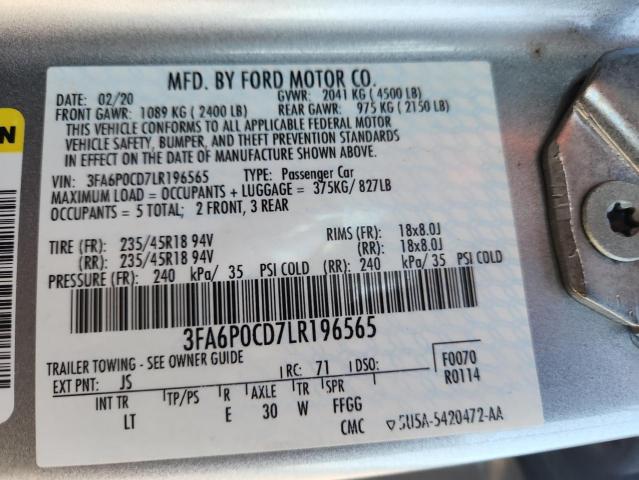 MFD. BY FORD MOTOR CO.
DATE: 02/20 GVWR: 2041 KG ( 4500 LB)
FRONT GAWR: 1089 KG ( 2400 LB) REAR GAWR: 975 KG ( 2150 LB)
THIS VEHICLE CONFORMS TO ALL APPLICABLE FEDERAL MOTOR
VEHICLE SAFETY, BUMPER, AND THEFT PREVENTION STANDARDS
IN EFFECT ON THE DATE OF MANUFACTURE SHOWN ABOVE.
VIN: 3FA6P0CD7LR196565 TYPE: Passenger Car
MAXIMUM LOAD = OCCUPANTS + LUGGAGE = 375KG/ 827LB
OCCUPANTS = 5 TOTAL; 2 FRONT, 3 REAR
TIRE (FR): 235/45R18 94V RIMS (FR): 18x8.0J
(RR): 235/45R18 94V (RR): 18x8.0J
PRESSURE (FR): 240 kPa/ 35 PSI COLD (RR): 240 kPa/ 35 PSI COLD
3FA6P0CD7LR196565
TRAILER TOWING - SEE OWNER GUIDE
EXT PNT: JS RC: 71 DSO: F0070
R0114
INT TR TP/PS R AXLE TR SPR
LT E 30 W FFGG
CMC 5U5A-5420472-AA